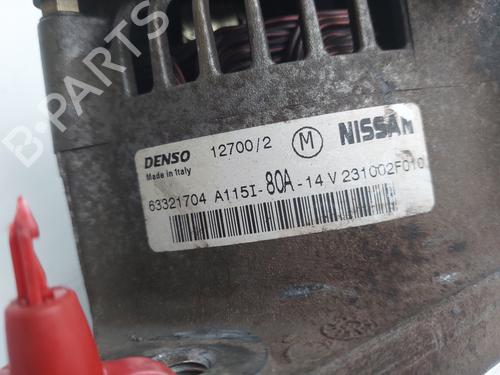 B-PARTS
DENSO 12700/2 M NISSAN
Made in Italy
63321704 A115I-80A-14V 231002F010